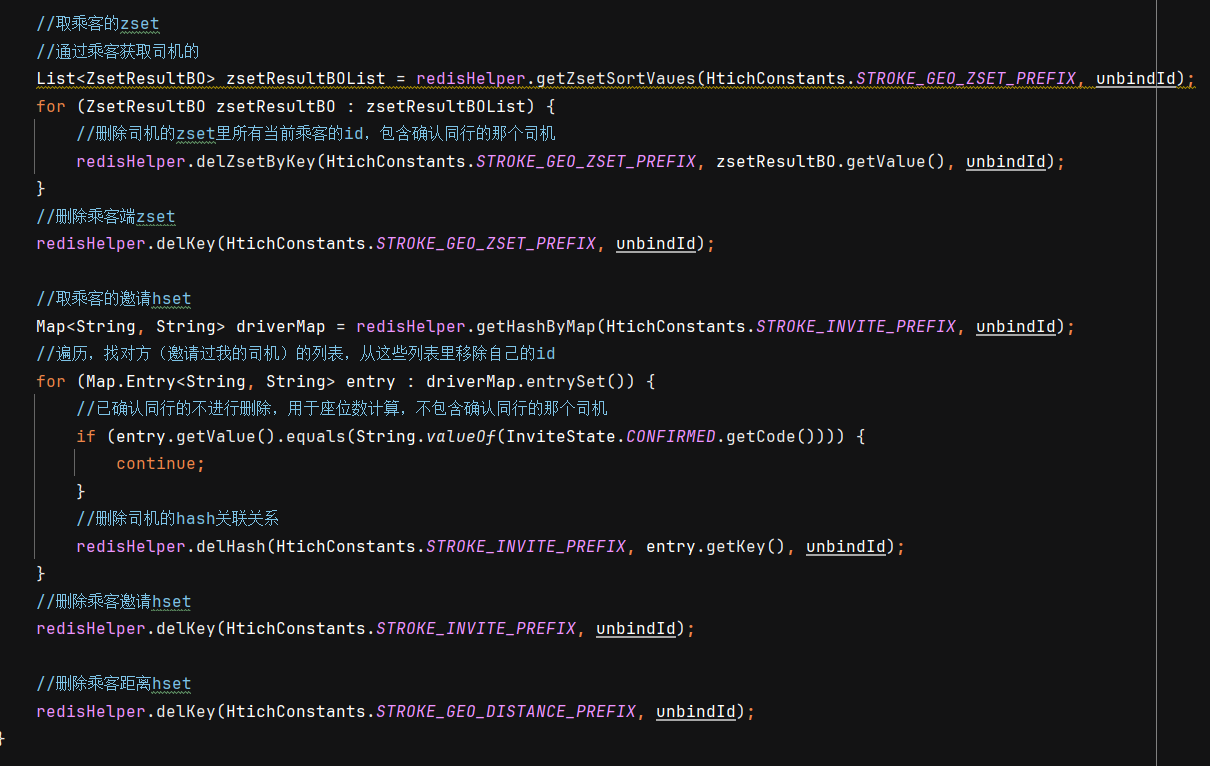 //取乘客的zset
//通过乘客获取司机的
List<ZsetResultBO> zsetResultBOList = redisHelper.getZsetSortVaues(HtichConstants.STROKE_GEO_ZSET_PREFIX, unbindId);
for (ZsetResultBO zsetResultBO : zsetResultBOList) {
//删除司机的zset里所有当前乘客的id，包含确认同行的那个司机
redisHelper.delZsetByKey(HtichConstants.STROKE_GEO_ZSET_PREFIX, zsetResultBO.getValue(), unbindId);
}
//删除乘客端zset
redisHelper.delKey(HtichConstants.STROKE_GEO_ZSET_PREFIX, unbindId);
//取乘客的邀请hset
Map<String, String> driverMap = redisHelper.getHashByMap(HtichConstants.STROKE_INVITE_PREFIX, unbindId);
//遍历，找对方（邀请过我的司机）的列表，从这些列表里移除自己的id
for (Map.Entry<String, String> entry : driverMap.entrySet()) {
//已确认同行的不进行删除，用于座位数计算，不包含确认同行的那个司机
if (entry.getValue().equals(String.valueOf(InviteState.CONFIRMED.getCode()))) {
continue;
}
//删除司机的hash关联关系
redisHelper.delHash(HtichConstants.STROKE_INVITE_PREFIX, entry.getKey(), unbindId);
}
//删除乘客邀请hset
redisHelper.delKey(HtichConstants.STROKE_INVITE_PREFIX, unbindId);
//删除乘客距离hset
redisHelper.delKey(HtichConstants.STROKE_GEO_DISTANCE_PREFIX, unbindId);
}